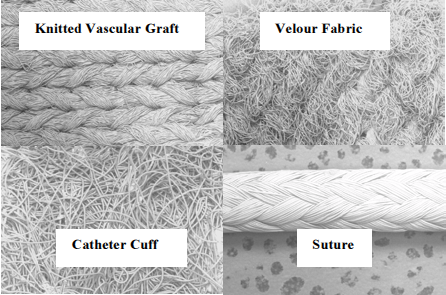 Knitted Vascular Graft
Velour Fabric
Catheter Cuff
Suture